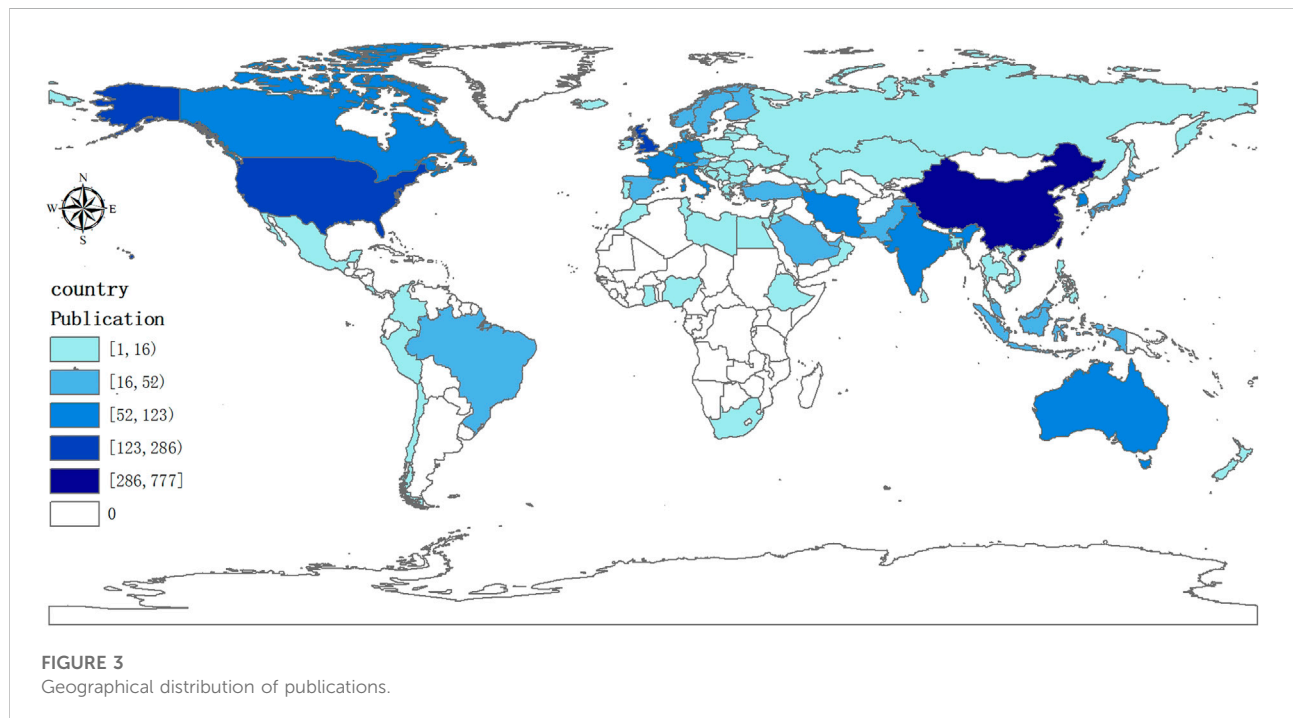 N
W E
S
country
Publication
[1, 16)
[16, 52)
[52, 123)
[123, 286)
[286, 777]
0
FIGURE 3
Geographical distribution of publications.